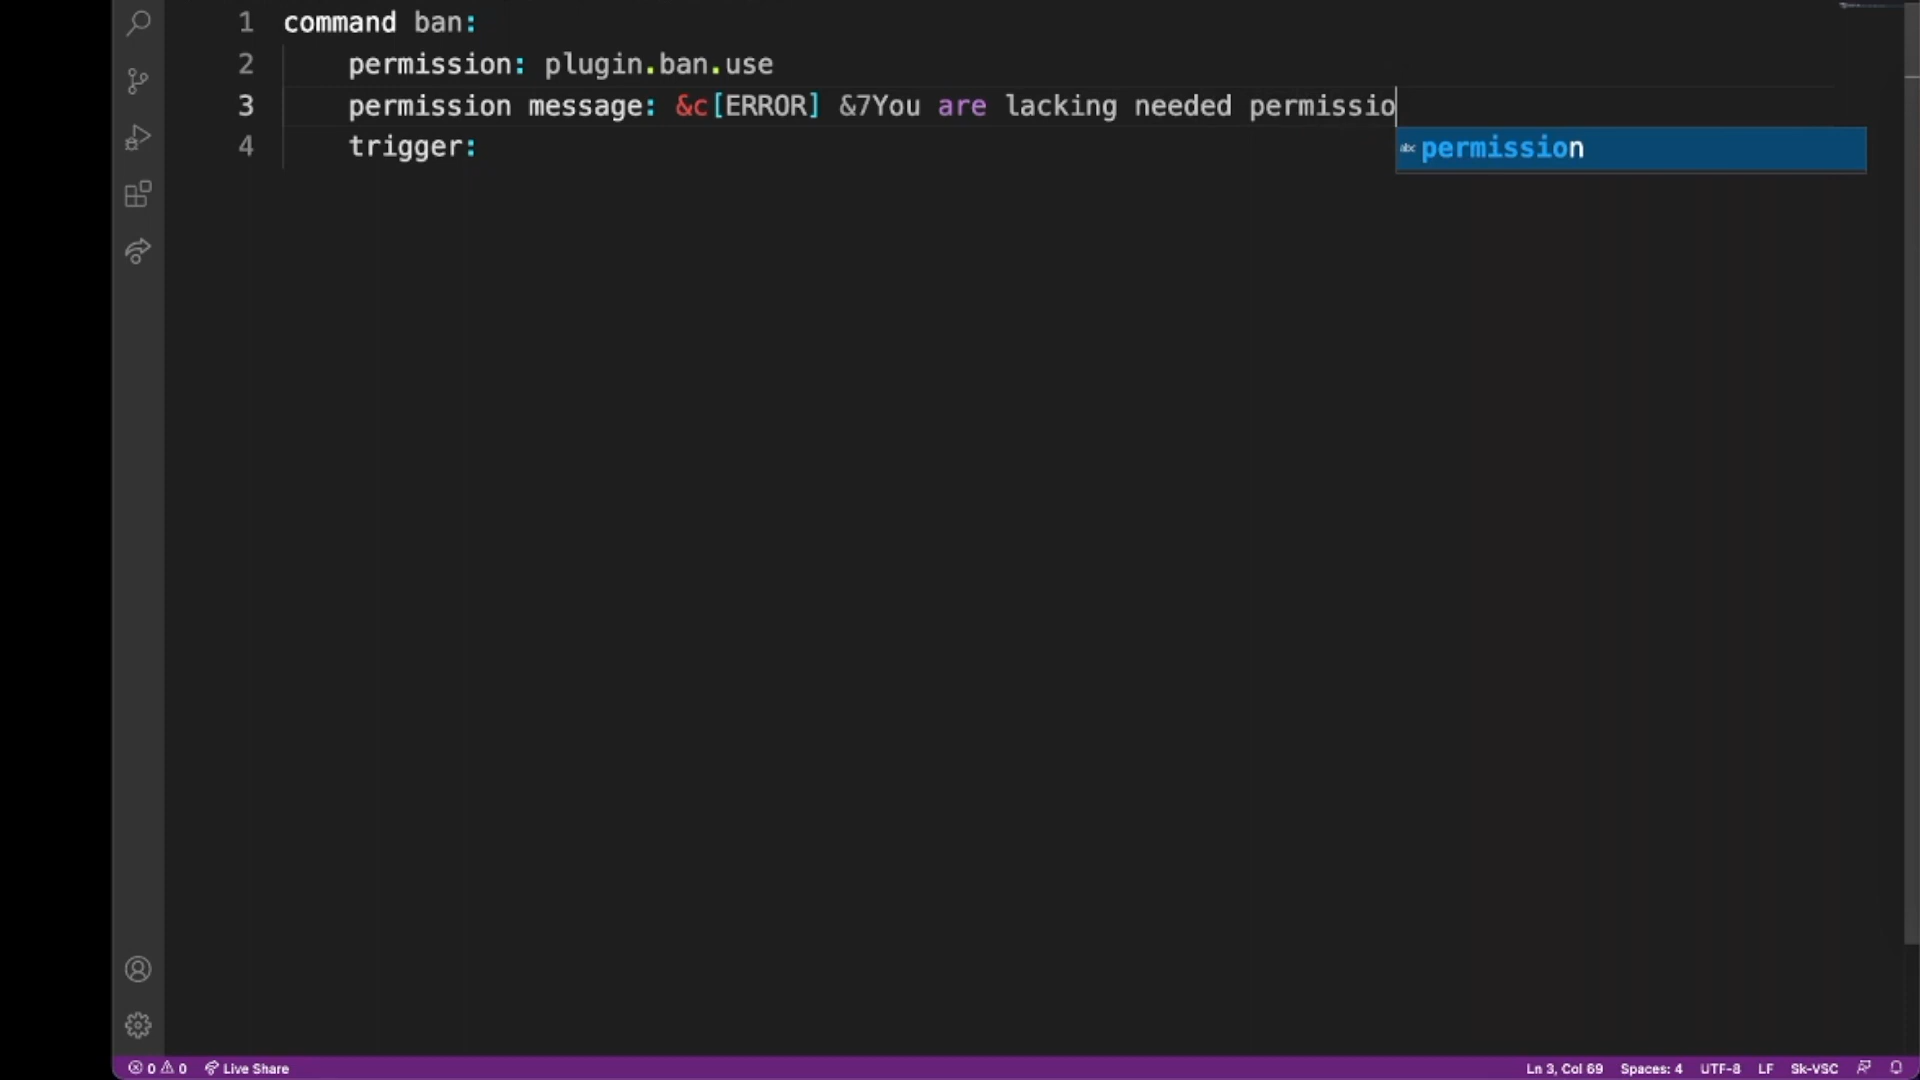 1 command ban:
2 permission: plugin.ban.use
3 permission message: &c[ERROR] &7You are lacking needed permissio
abc permission
4 trigger:
0 0 Live Share Ln 3, Col 69 Spaces: 4 UTF-8 LF Sk-VSC